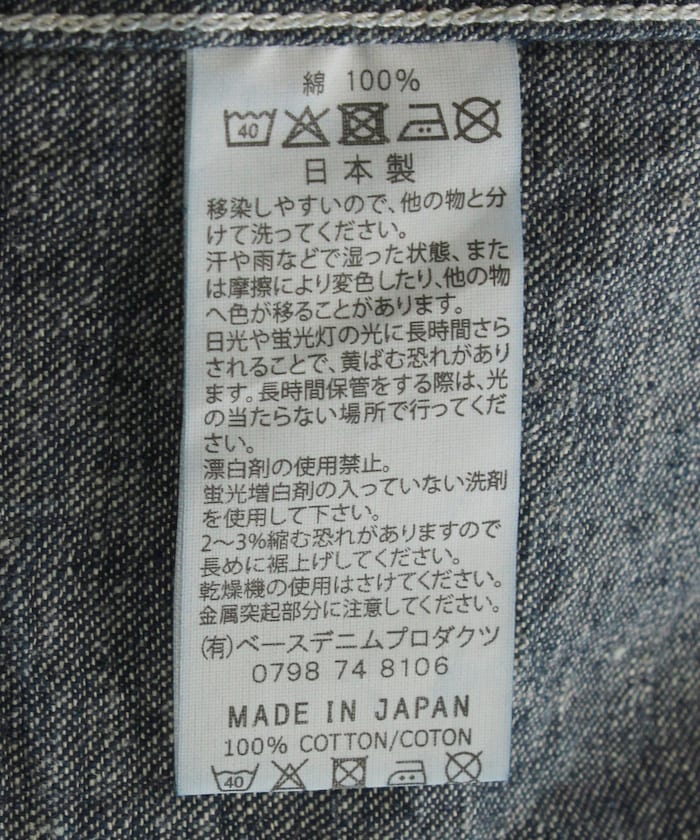 綿 100%
40
日本製
移染しやすいので、他の物と分
けて洗ってください。
汗や雨などで湿った状態、また
は摩擦により変色したり、他の物
へ色が移ることがあります。
日光や蛍光灯の光に長時間さら
されることで、黄ばむ恐れがあり
ます。長時間保管をする際は、光
の当たらない場所で行ってくだ
さい。
漂白剤の使用禁止。
蛍光増白剤の入っていない洗剤
を使用して下さい。
2～3%縮む恐れがありますので
長めに裾上げしてください。
乾燥機の使用はさけてください。
金属突起部分に注意してください。
(有)ベースデニムプロダクツ
0798 74 8106
MADE IN JAPAN
100% COTTON/COTON
40